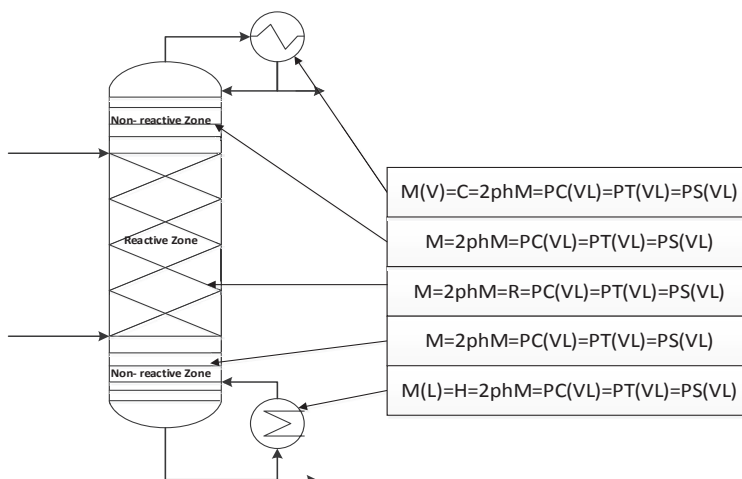 Non- reactive Zone
Reactive Zone
Non- reactive Zone
M(V)=C=2phM=PC(VL)=PT(VL)=PS(VL)
M=2phM=PC(VL)=PT(VL)=PS(VL)
M=2phM=R=PC(VL)=PT(VL)=PS(VL)
M=2phM=PC(VL)=PT(VL)=PS(VL)
M(L)=H=2phM=PC(VL)=PT(VL)=PS(VL)